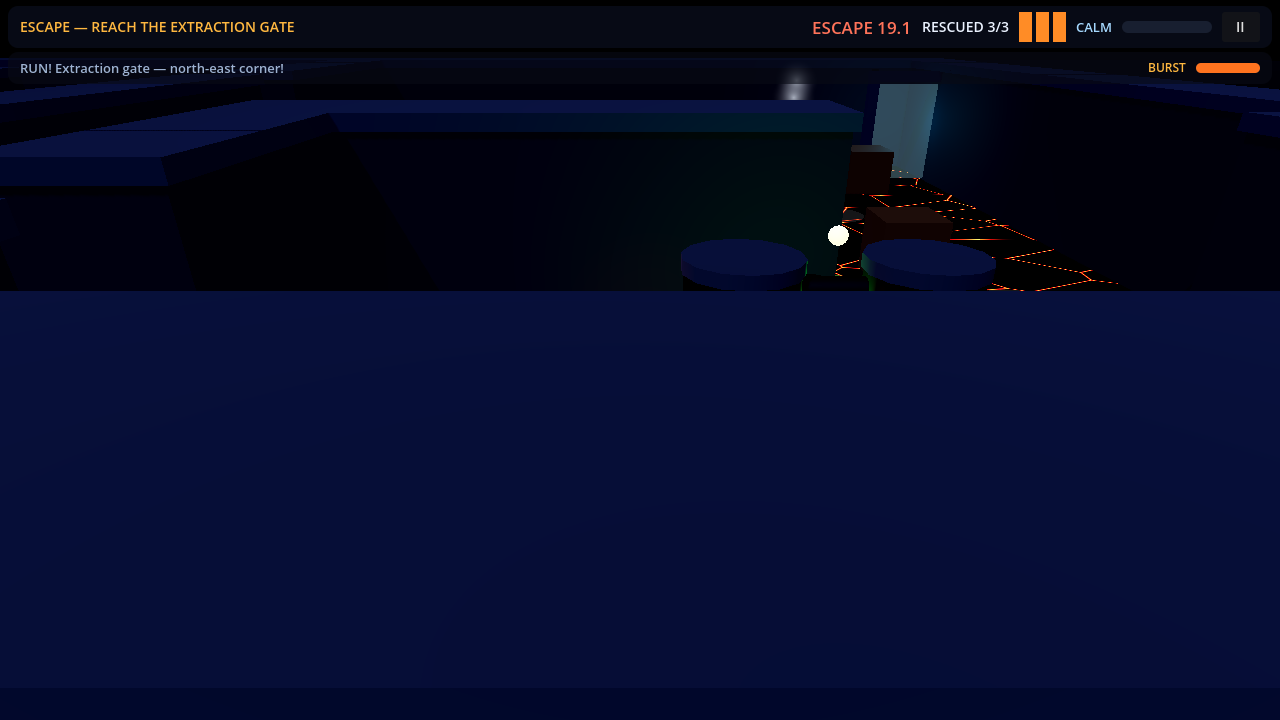 ESCAPE — REACH THE EXTRACTION GATE
ESCAPE 19.1 RESCUED 3/3 CALM
RUN! Extraction gate — north-east corner!
BURST